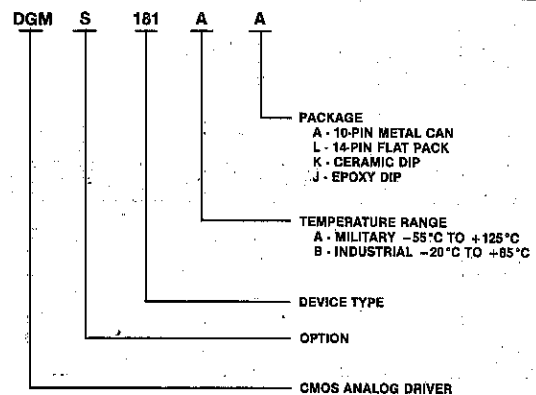 DGM S 181 A A
PACKAGE
A - 10-PIN METAL CAN
L - 14-PIN FLAT PACK
K - CERAMIC DIP
J - EPOXY DIP
TEMPERATURE RANGE
A - MILITARY -55°C TO +125°C
B - INDUSTRIAL -20°C TO +85°C
DEVICE TYPE
OPTION
CMOS ANALOG DRIVER